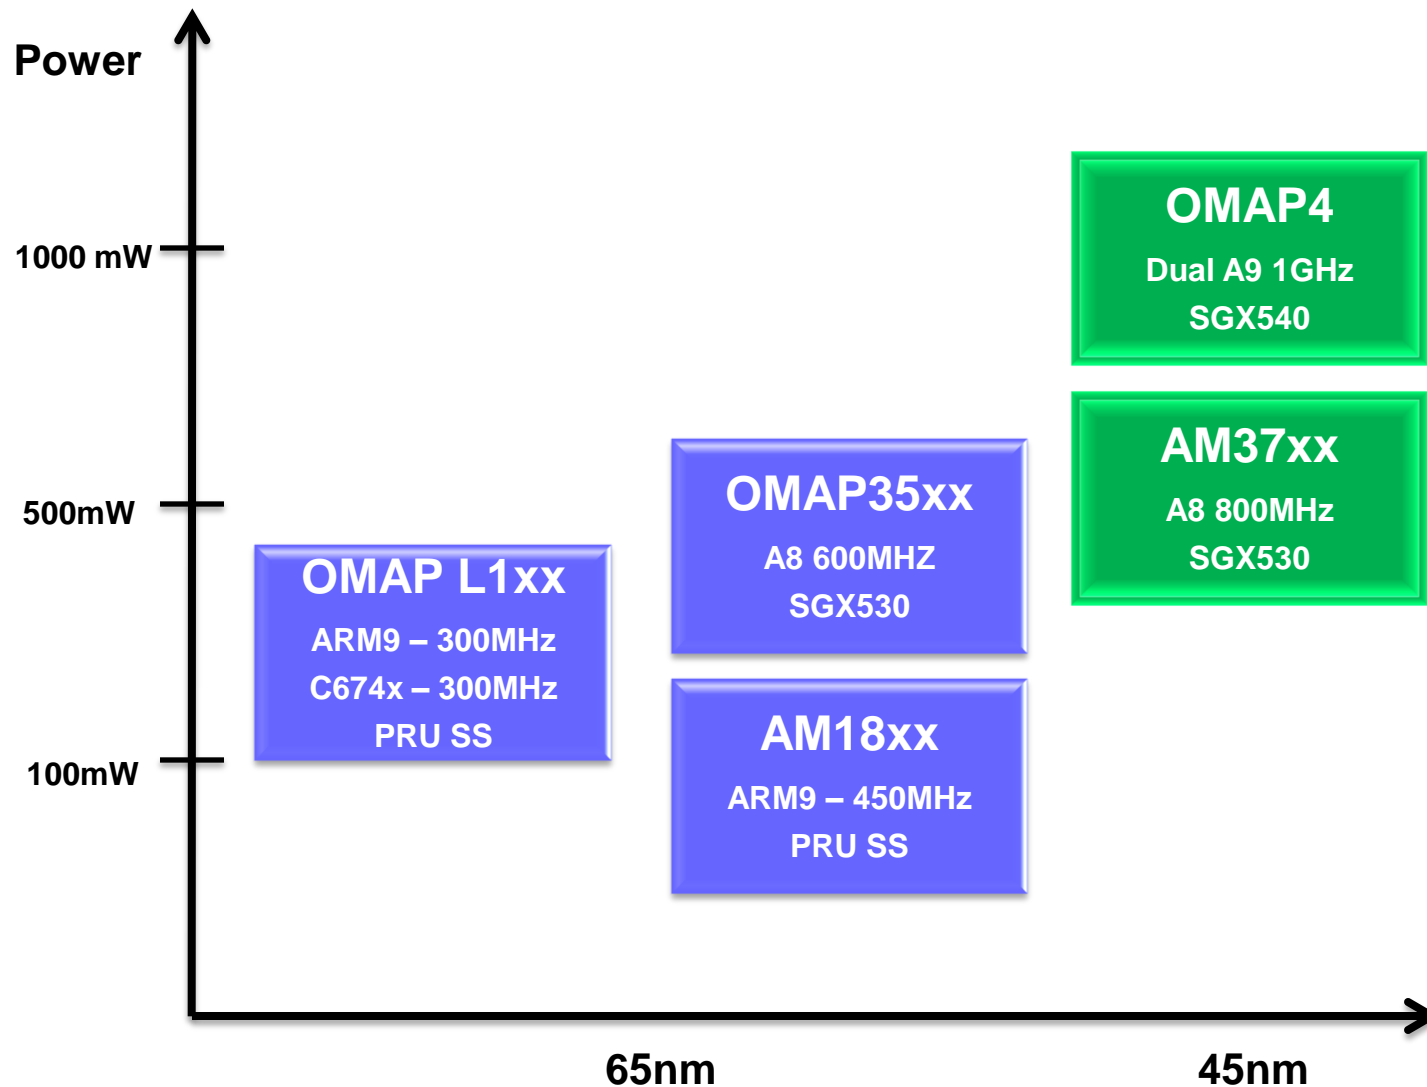 Power
1000 mW
500mW
100mW
OMAP L1xx
ARM9 – 300MHz
C674x – 300MHz
PRU SS
OMAP35xx
A8 600MHZ
SGX530
AM18xx
ARM9 – 450MHz
PRU SS
OMAP4
Dual A9 1GHz
SGX540
AM37xx
A8 800MHz
SGX530
65nm
45nm